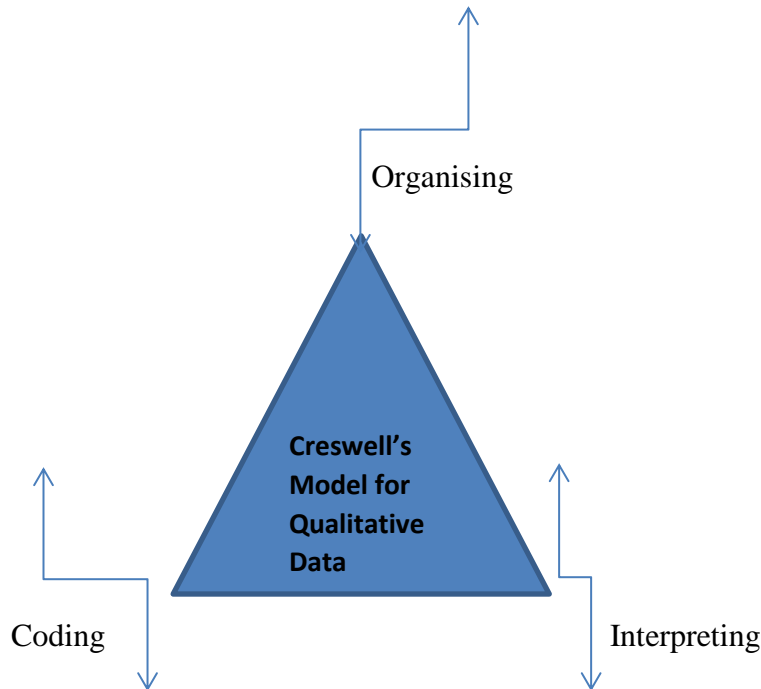 Organising
Creswell’s
Model for
Qualitative
Data
Coding
Interpreting